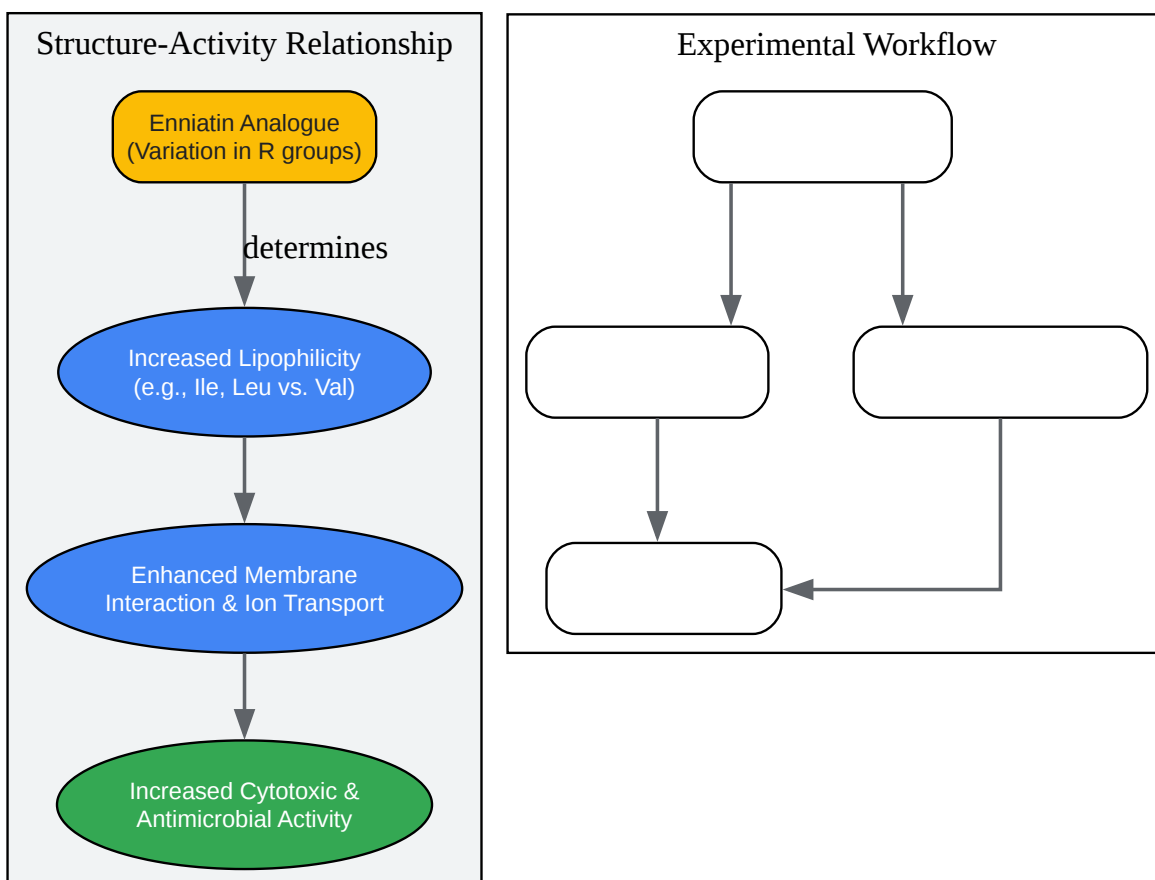 Structure-Activity Relationship
Enniatin Analogue
(Variation in R groups)
determines
Increased Lipophilicity
(e.g., Ile, Leu vs. Val)
Enhanced Membrane
Interaction & Ion Transport
Increased Cytotoxic &
Antimicrobial Activity
Experimental Workflow